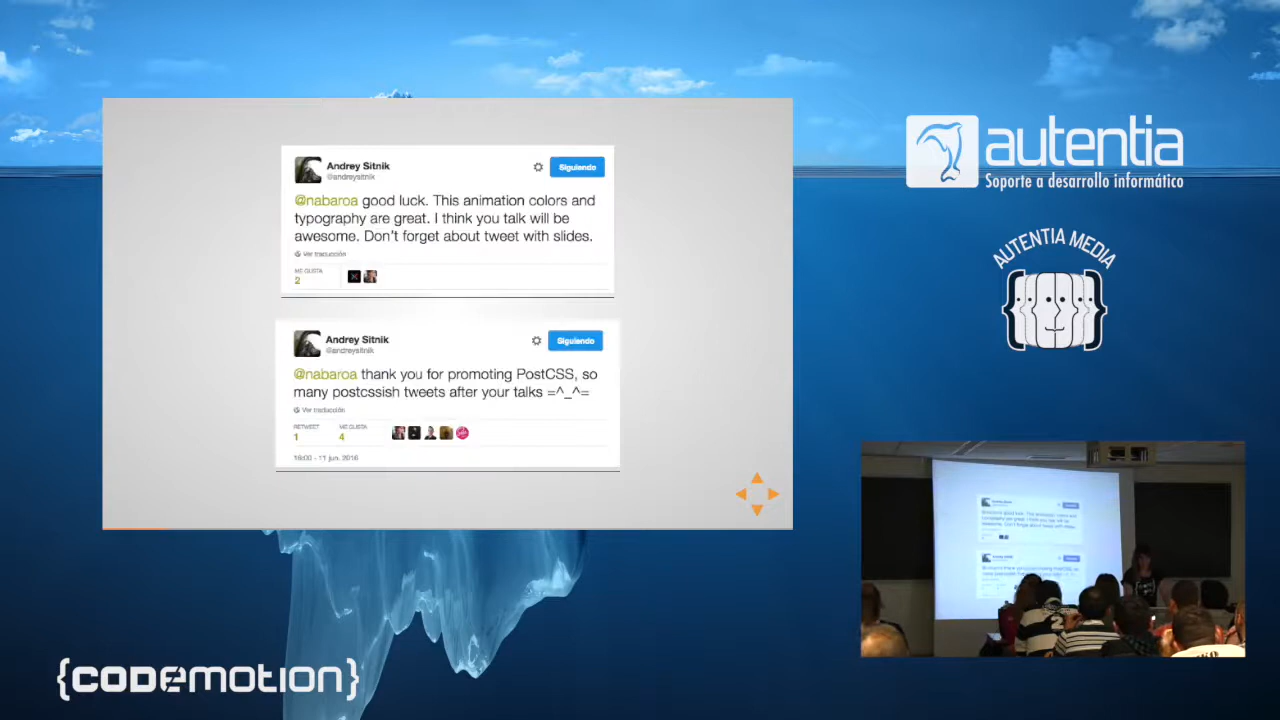 Andrey Sitnik
@andreysitnik
Siguiendo
@nabaroa good luck. This animation colors and
typography are great. I think you talk will be
awesome. Don't forget about tweet with slides.
Ver traducción
ME GUSTA
2
Andrey Sitnik
@andreysitnik
Siguiendo
@nabaroa thank you for promoting PostCSS, so
many postcssish tweets after your talks =^_^=
Ver traducción
RETWEET
1
ME GUSTA
4
11 jun. 2016
autentia
Soporte a desarrollo informático
AUTENTIA MEDIA
{CODEMOTION}